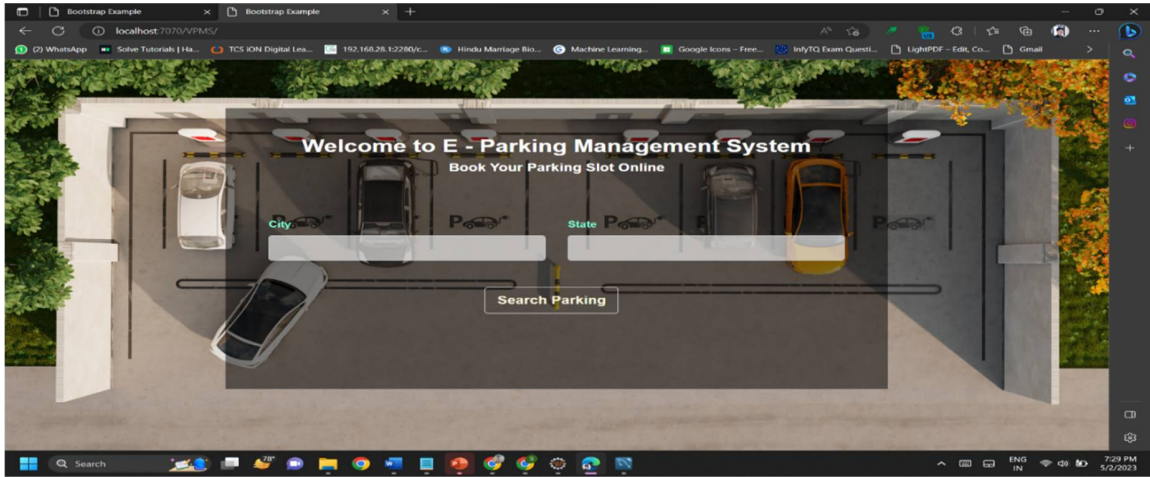 Bootstrap Example
Bootstrap Example
localhost:7070/VPMS/
(2) WhatsApp
Solve Tutorials | Ha...
TCS iON Digital Lea...
192.168.28.1:2280/c...
Hindu Marriage Bio...
Machine Learning...
Google Icons – Free...
InfyTQ Exam Questi...
LightPDF – Edit, Co...
Gmail
Welcome to E - Parking Management System
Book Your Parking Slot Online
City
State
Search Parking
Search
78°
ENG
IN
7:29 PM
5/2/2023